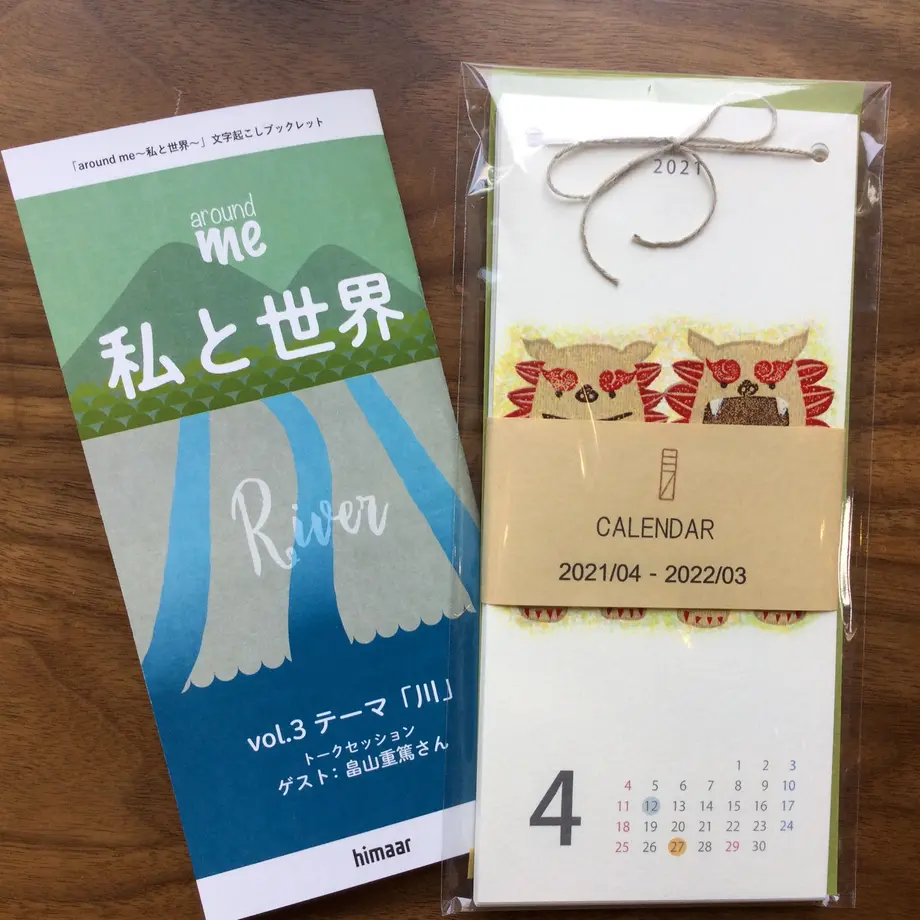 「around me～私と世界～」文字起こしブックレット
around
me
私と世界
River
vol.3 テーマ「川」
トークセッション
ゲスト：畠山重篤さん
himaar
2021
CALENDAR
2021/04 - 2022/03
4
1 2 3
4 5 6 7 8 9 10
11 12 13 14 15 16 17
18 19 20 21 22 23 24
25 26 27 28 29 30